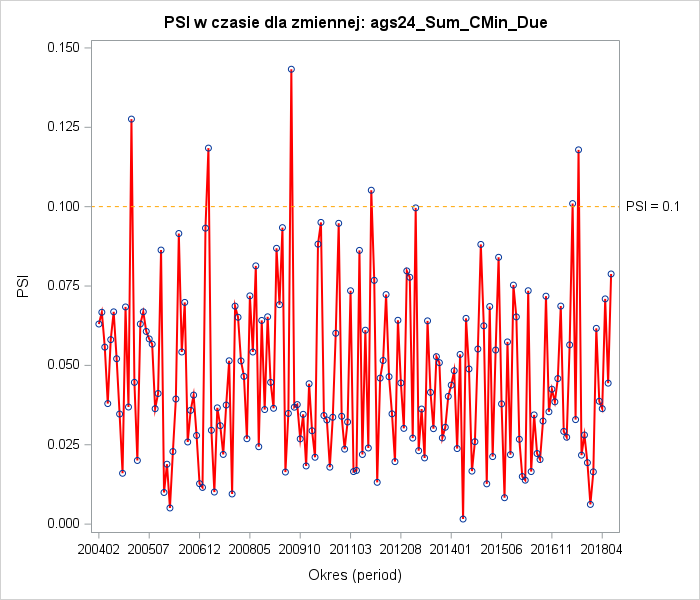 PSI w czasie dla zmiennej: ags24_Sum_CMin_Due
0.150
0.125
0.100
0.075
0.050
0.025
0.000
PSI
PSI = 0.1
200402 200507 200612 200805 200910 201103 201208 201401 201506 201611 201804
Okres (period)